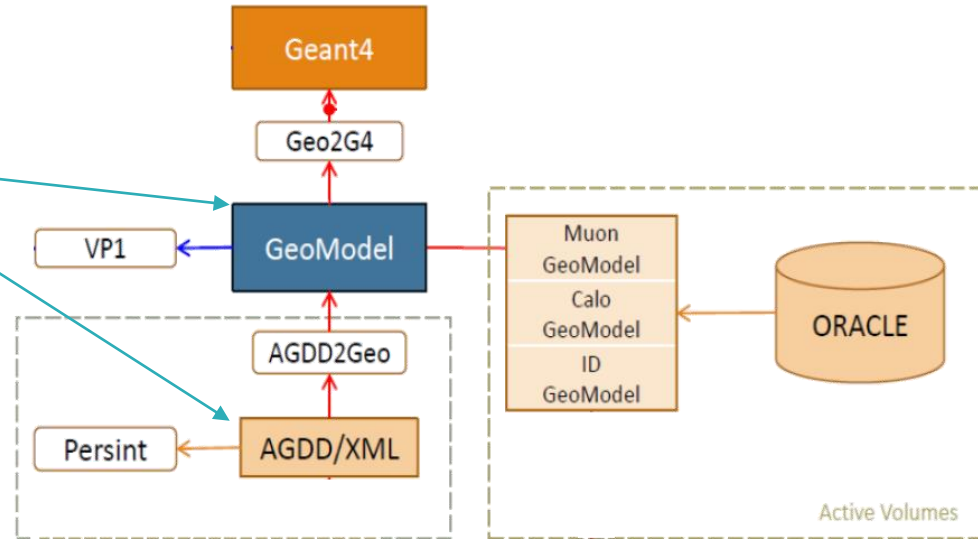 Geant4
Geo2G4
VP1
GeoModel
Muon
GeoModel
Calo
GeoModel
ID
GeoModel
ORACLE
AGDD2Geo
Persint
AGDD/XML
Active Volumes